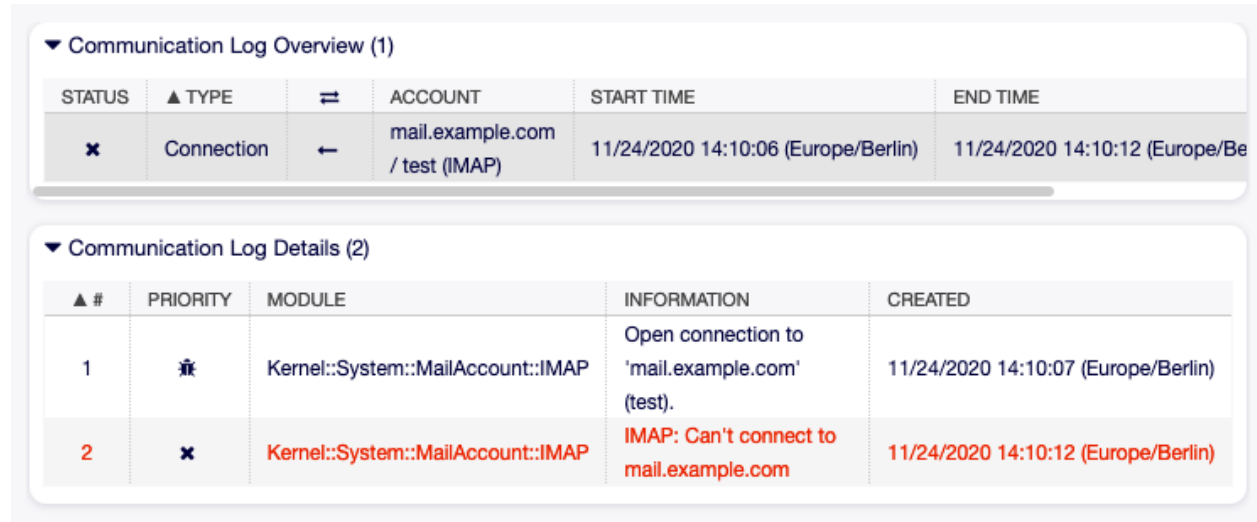 Communication Log Overview (1)
STATUS TYPE ACCOUNT START TIME END TIME
Connection mail.example.com / test (IMAP) 11/24/2020 14:10:06 (Europe/Berlin) 11/24/2020 14:10:12 (Europe/Be
Communication Log Details (2)
# PRIORITY MODULE INFORMATION CREATED
1 Kernel::System::MailAccount::IMAP Open connection to 'mail.example.com' (test). 11/24/2020 14:10:07 (Europe/Berlin)
2 Kernel::System::MailAccount::IMAP IMAP: Can't connect to mail.example.com 11/24/2020 14:10:12 (Europe/Berlin)